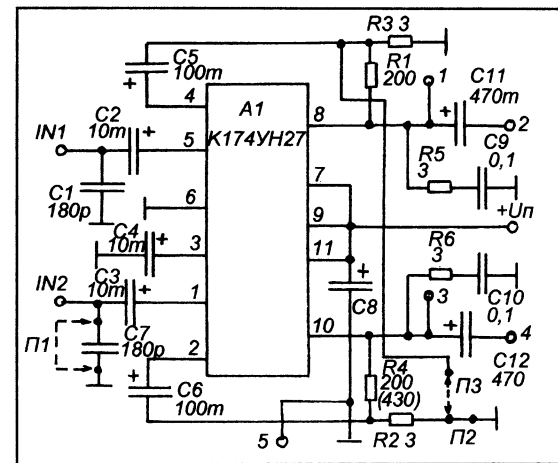 R3 3
C5
100m
R1
200
1
C11
470m
2
4
A1
К174УН27
8
C2
10m
IN1
5
R5
3
C9
0,1
7
C1
180p
6
9
+Uп
C4
10m
3
11
R6
3
IN2
C3
10m
1
C8
C10
0,1
3
10
П1
C7
180p
4
C12
470
2
R4
200
(430)
П3
C6
100m
5
R2 3
П2